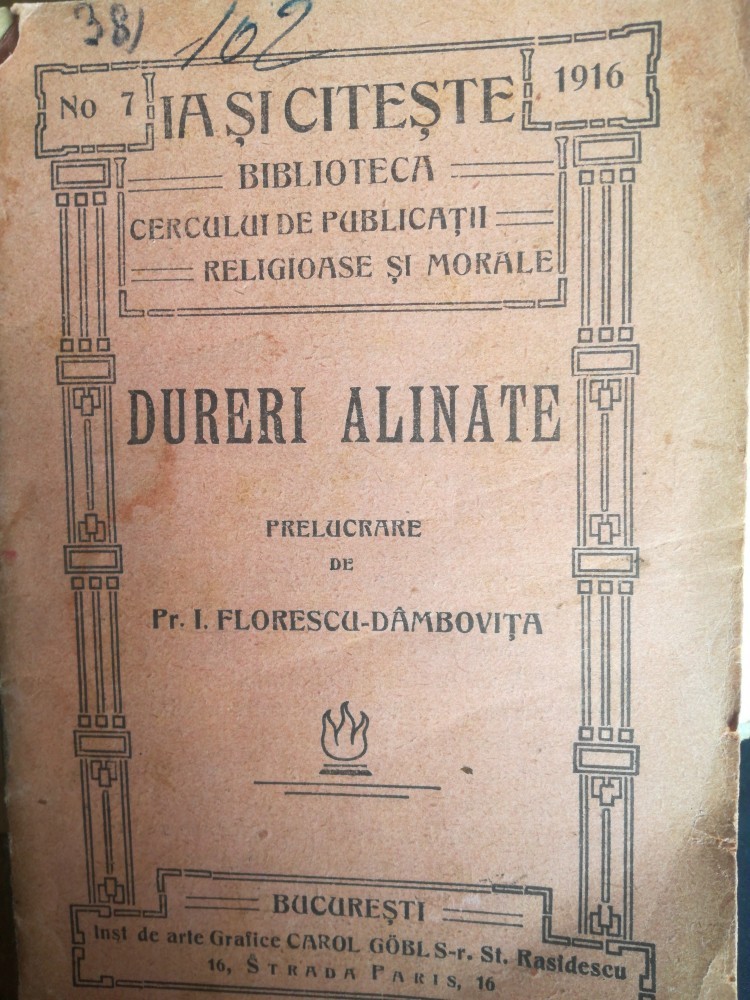 381 102
No 7
1916
IA ȘI CITEȘTE
BIBLIOTECA
CERCULUI DE PUBLICAȚII
RELIGIOASE ȘI MORALE
DURERI ALINATE
PRELUCRARE
DE
Pr. I. FLORESCU-DÂMBOVIȚA
BUCUREȘTI
Inst de arte Grafice CAROL GÖBL S-r. St. Rasidescu
16, STRADA PARIS, 16